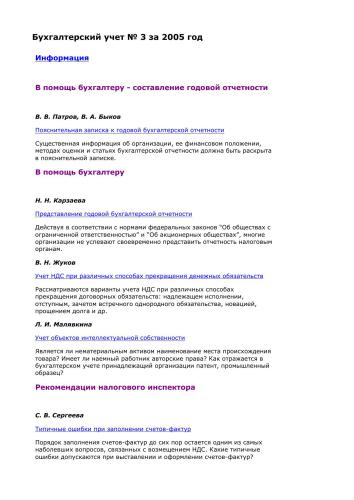 Бухгалтерский учет № 3 за 2005 год
Информация
В помощь бухгалтеру - составление годовой отчетности
В. В. Патров, В. А. Быков
Пояснительная записка к годовой бухгалтерской отчетности
Существенная информация об организации, ее финансовом положении,
методах оценки и статьях бухгалтерской отчетности должна быть раскрыта
в пояснительной записке.
В помощь бухгалтеру
Н. Н. Карзаева
Представление годовой бухгалтерской отчетности
Действуя в соответствии с нормами федеральных законов "Об обществах с
ограниченной ответственностью" и "Об акционерных обществах", многие
организации не успевают своевременно представить отчетность налоговым
органам.
В. Н. Жуков
Учет НДС при различных способах прекращения денежных обязательств
Рассматриваются варианты учета НДС при различных способах
прекращения договорных обязательств: надлежащем исполнении,
отступным, зачетом встречного однородного обязательства, новацией,
прощением долга и др.
Л. И. Малявкина
Учет объектов интеллектуальной собственности
Является ли нематериальным активом наименование места происхождения
товара? Имеет ли наемный работник авторские права? Как отражается в
бухгалтерском учете принадлежащий организации патент, промышленный
образец?
Рекомендации налогового инспектора
С. В. Сергеева
Типичные ошибки при заполнении счетов-фактур
Порядок заполнения счетов-фактур до сих пор остается одним из самых
наболевших вопросов, связанных с возмещением НДС. Какие типичные
ошибки допускаются при выставлении и оформлении счетов-фактур?